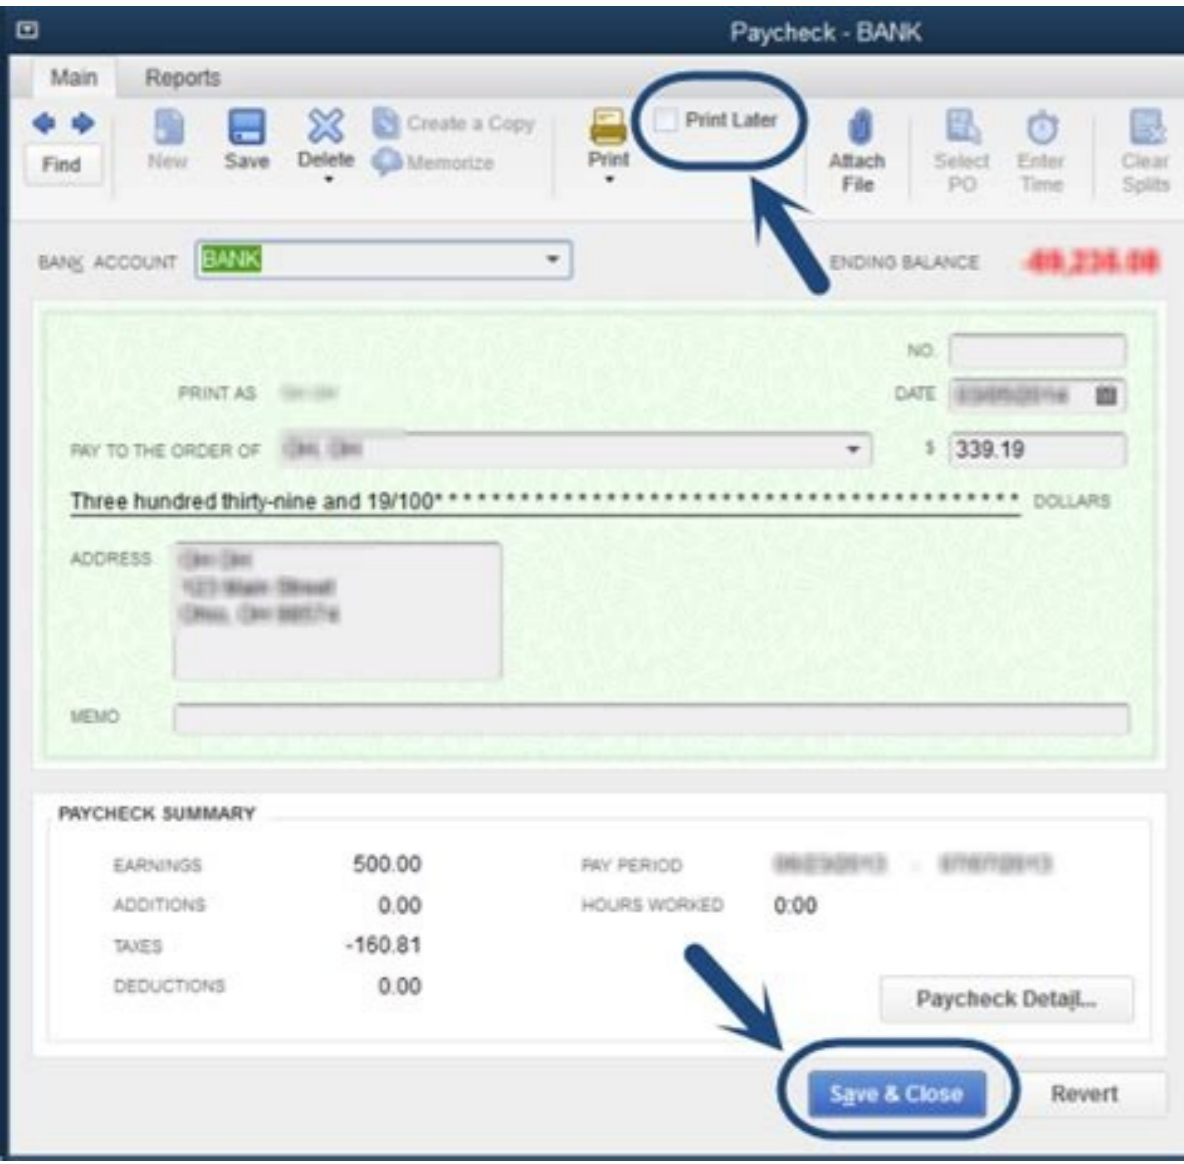 Paycheck - BANK
Main Reports
Find New Save Delete Create a Copy Memorize Print Print Later Attach File Select PO Enter Time Clear Splits
BANK ACCOUNT BANK ENDING BALANCE
NO.
PRINT AS DATE
PAY TO THE ORDER OF $ 339.19
Three hundred thirty-nine and 19/100******************************************** DOLLARS
ADDRESS
123 Main Street
MEMO
PAYCHECK SUMMARY
EARNINGS 500.00 PAY PERIOD -
ADDITIONS 0.00 HOURS WORKED 0:00
TAXES -160.81
DEDUCTIONS 0.00
Paycheck Detail...
Save & Close Revert